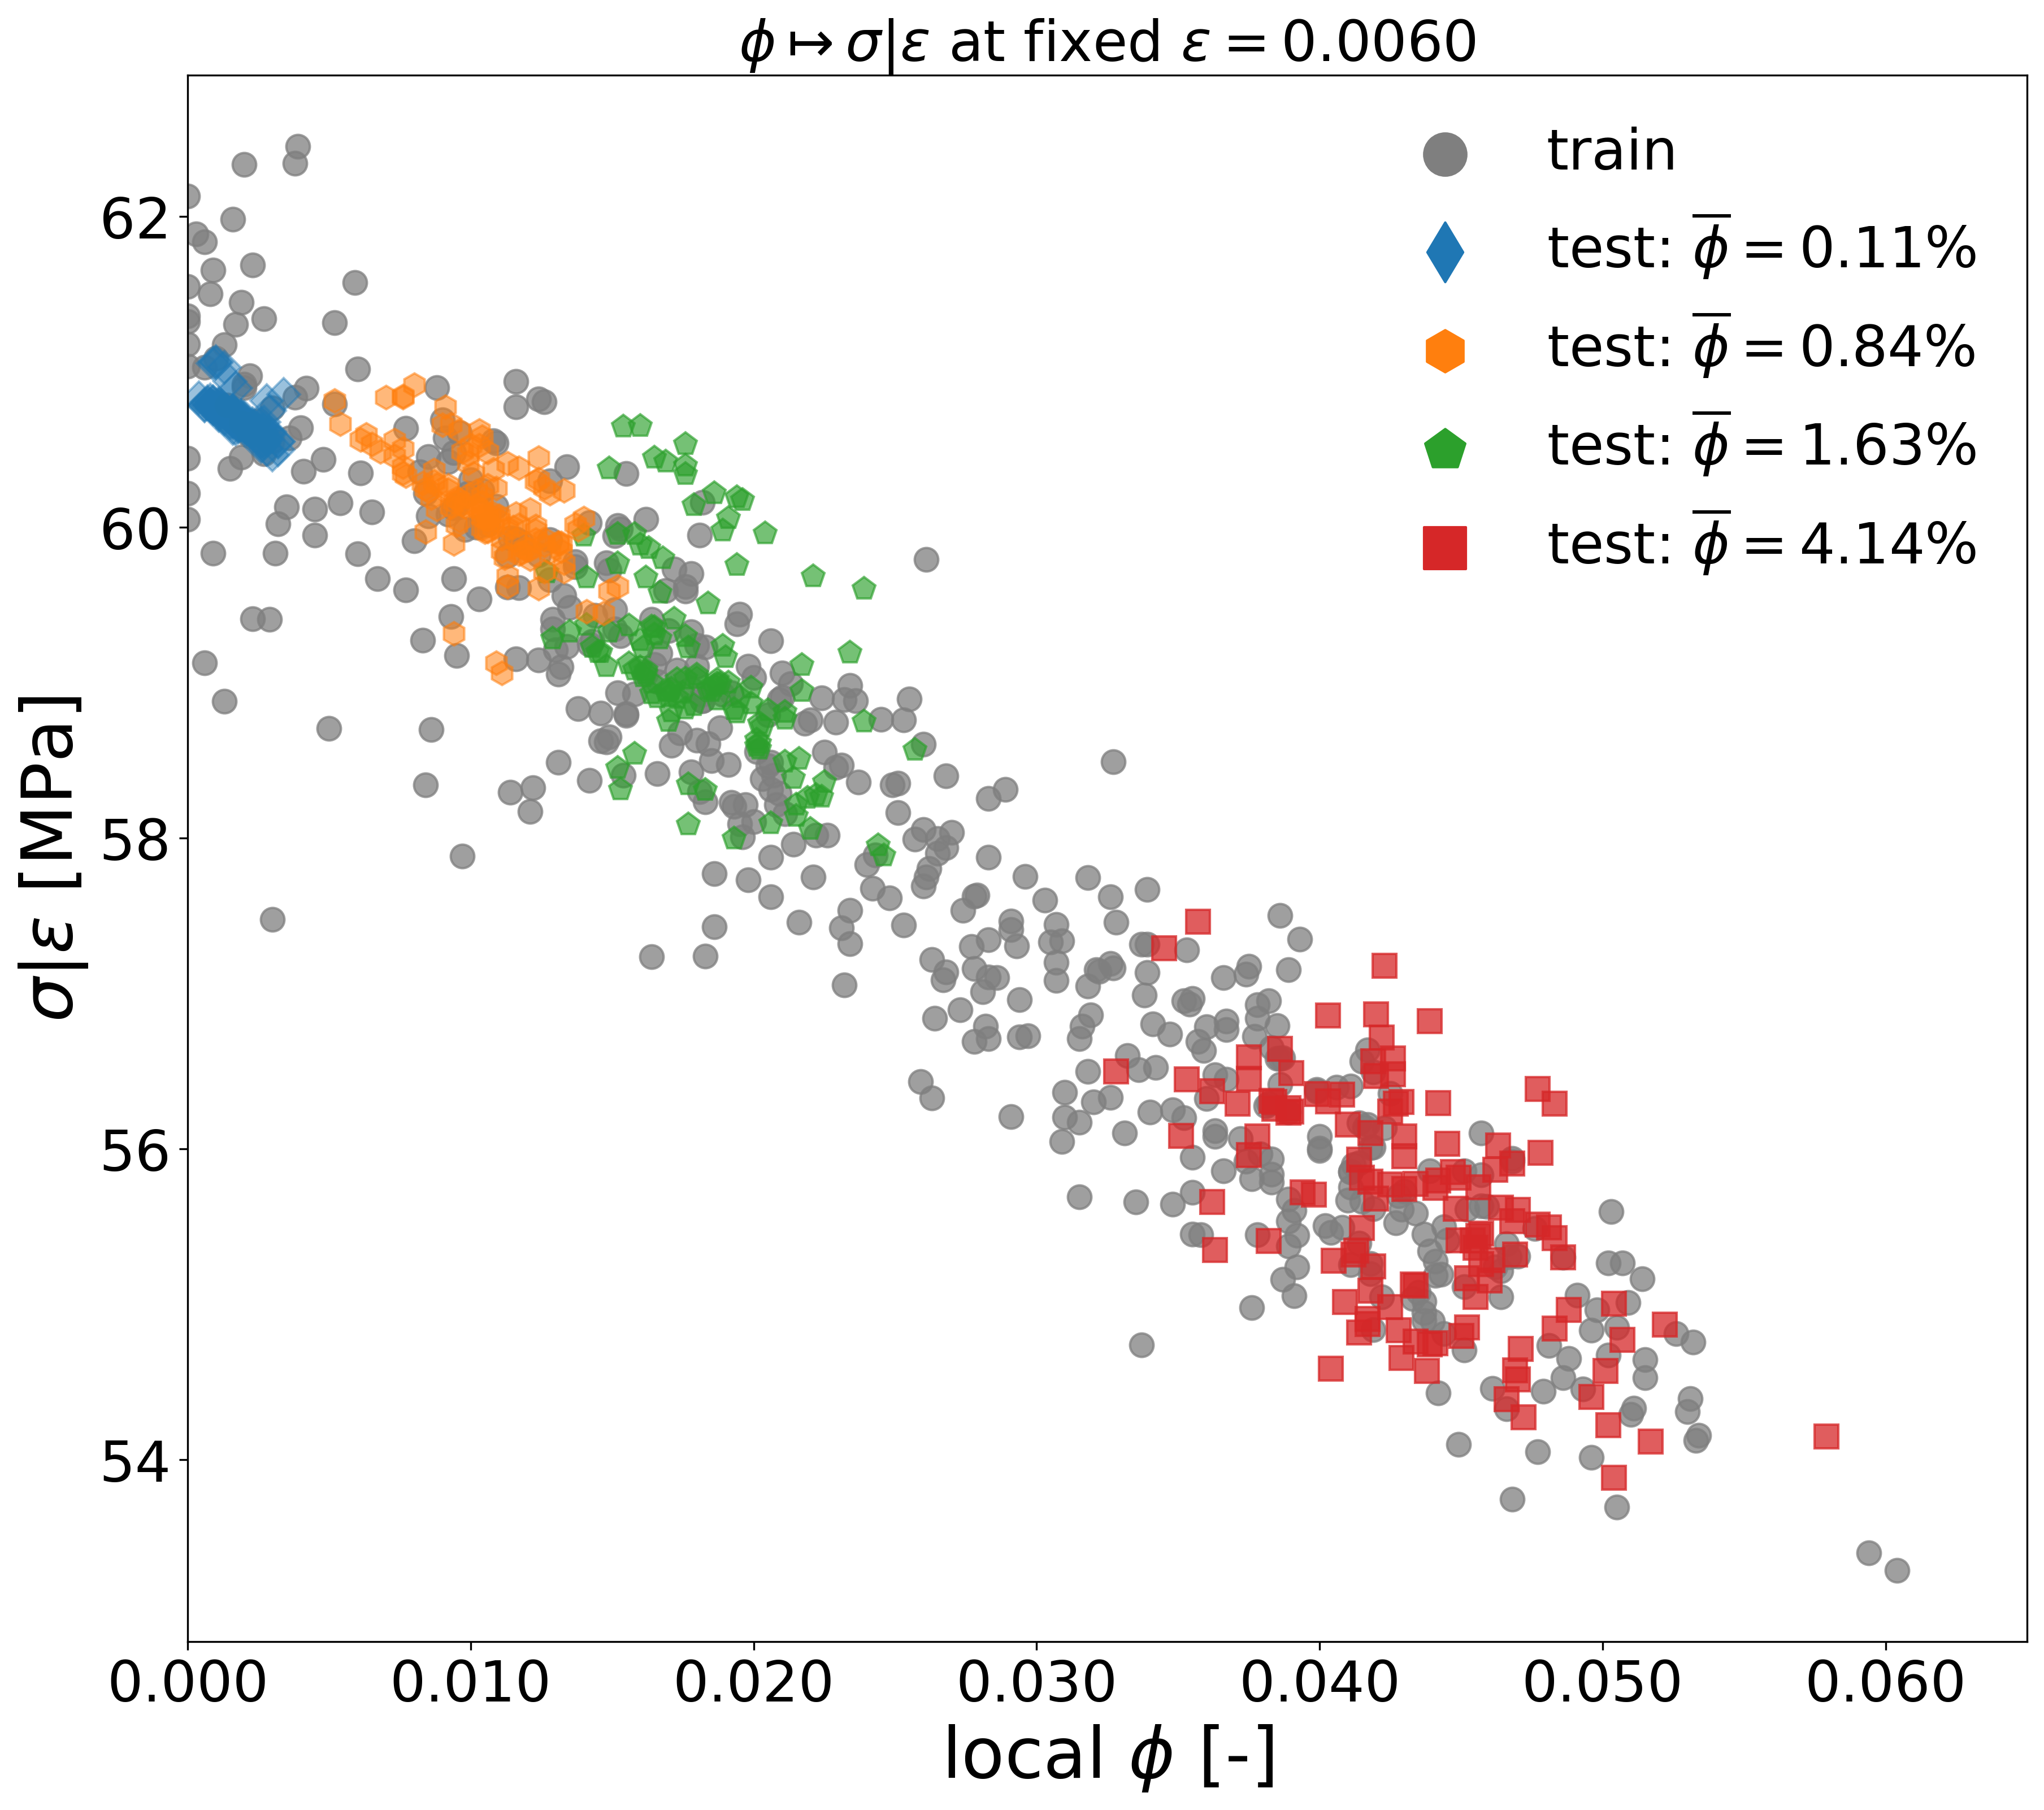 ϕ ↦ σ|ε at fixed ε = 0.0060
train
test: ϕ̅ = 0.11%
test: ϕ̅ = 0.84%
test: ϕ̅ = 1.63%
test: ϕ̅ = 4.14%
62
60
58
56
54
σ|ε [MPa]
0.000 0.010 0.020 0.030 0.040 0.050 0.060
local ϕ [-]